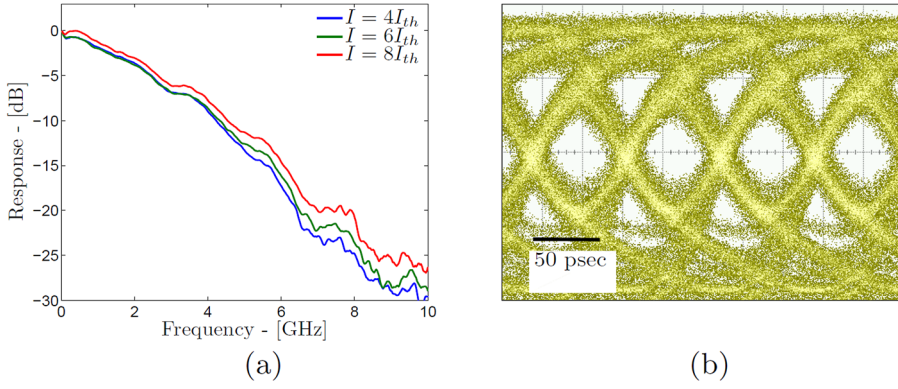 I = 4I_th
I = 6I_th
I = 8I_th
Response - [dB]
0
−5
−10
−15
−20
−25
−30
0 2 4 6 8 10
Frequency - [GHz]
50 psec
(a) (b)